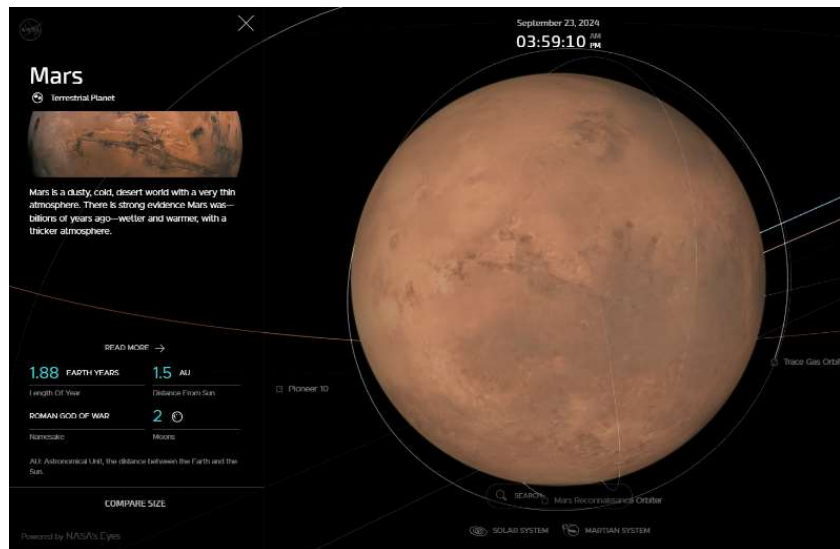 September 23, 2024
03:59:10 AM PM
Mars
Terrestrial Planet
Mars is a dusty, cold, desert world with a very thin
atmosphere. There is strong evidence Mars was—
billions of years ago—wetter and warmer, with a
thicker atmosphere.
READ MORE →
1.88 EARTH YEARS
Length Of Year
1.5 AU
Distance From Sun
ROMAN GOD OF WAR
Namesake
2
Moons
AU: Astronomical Unit, the distance between the Earth and the
Sun.
COMPARE SIZE
Powered by NASA's Eyes
Pioneer 10
Trace Gas Orbit
SEARCH
Mars Reconnaissance Orbiter
SOLAR SYSTEM
MARTIAN SYSTEM